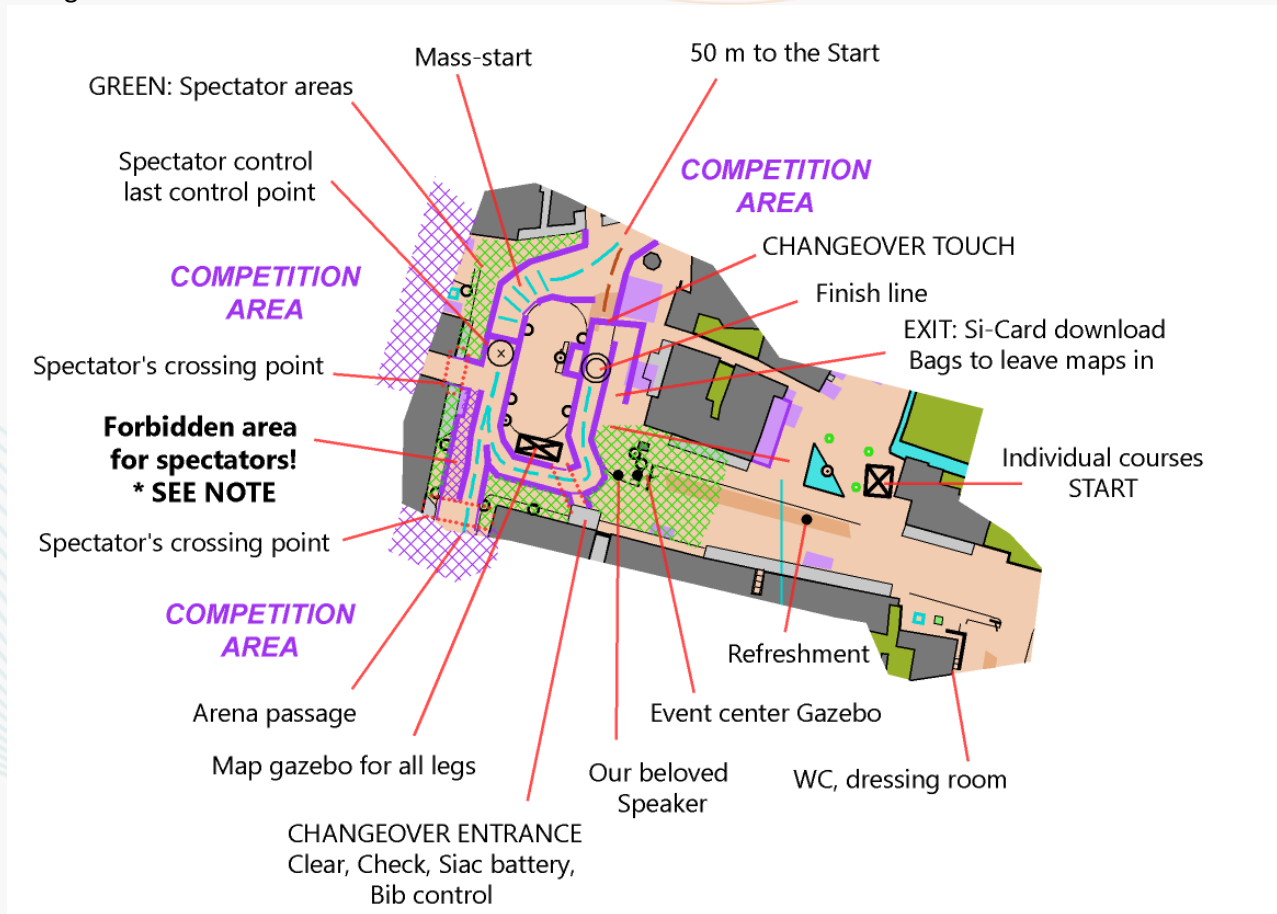 Mass-start
50 m to the Start
GREEN: Spectator areas
Spectator control
last control point
COMPETITION
AREA
CHANGEOVER TOUCH
COMPETITION
AREA
Finish line
EXIT: Si-Card download
Bags to leave maps in
Spectator's crossing point
Forbidden area
for spectators!
* SEE NOTE
Individual courses
START
Spectator's crossing point
COMPETITION
AREA
Refreshment
Arena passage
Event center Gazebo
Map gazebo for all legs
Our beloved
Speaker
WC, dressing room
CHANGEOVER ENTRANCE
Clear, Check, Siac battery,
Bib control